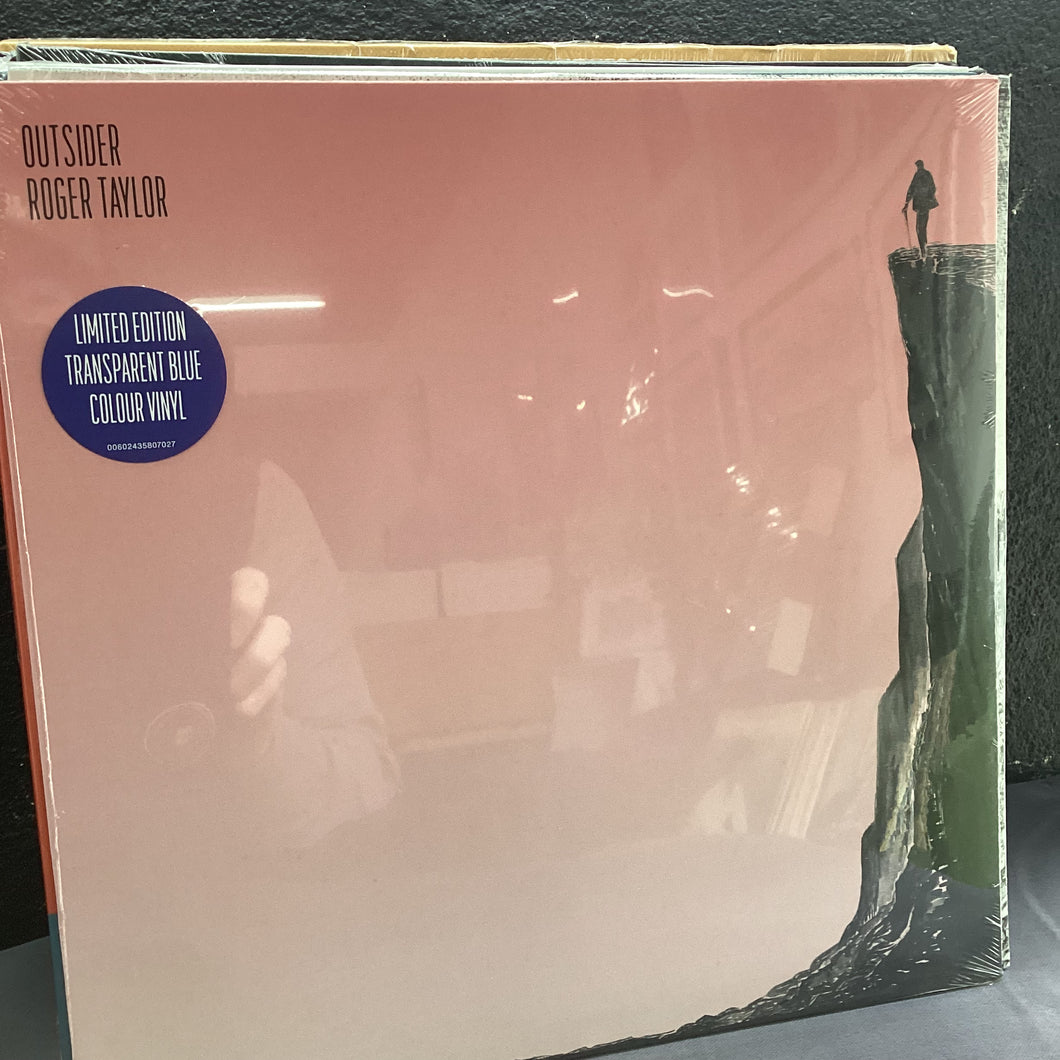 OUTSIDER
ROGER TAYLOR
LIMITED EDITION
TRANSPARENT BLUE
COLOUR VINYL
00602435807027